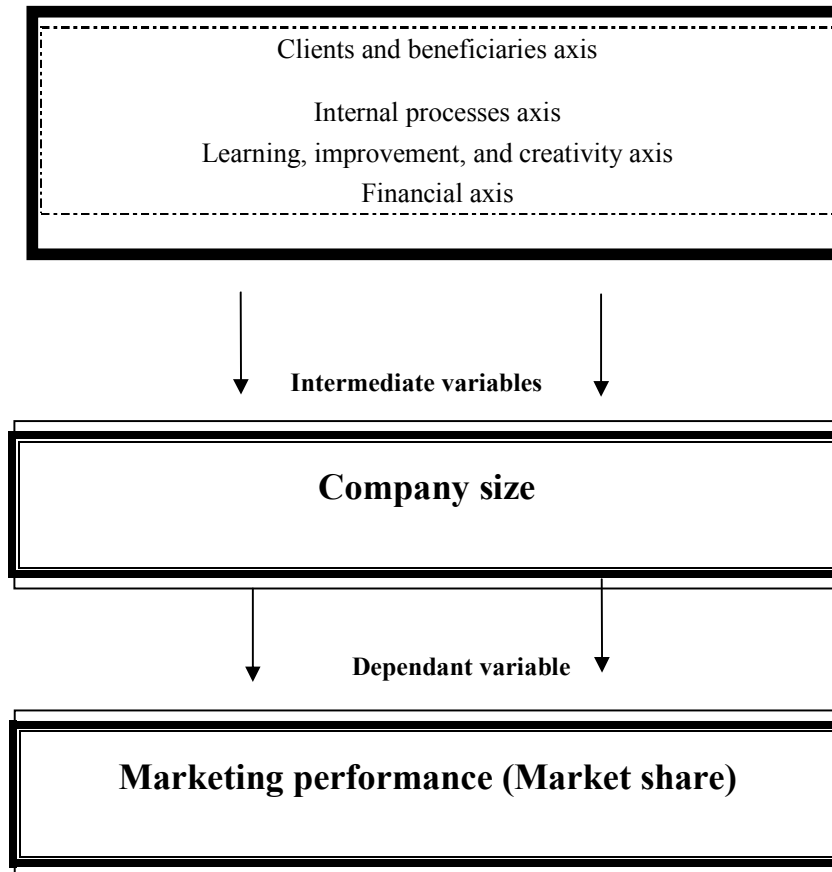 Clients and beneficiaries axis
Internal processes axis
Learning, improvement, and creativity axis
Financial axis
Intermediate variables
Company size
Dependant variable
Marketing performance (Market share)